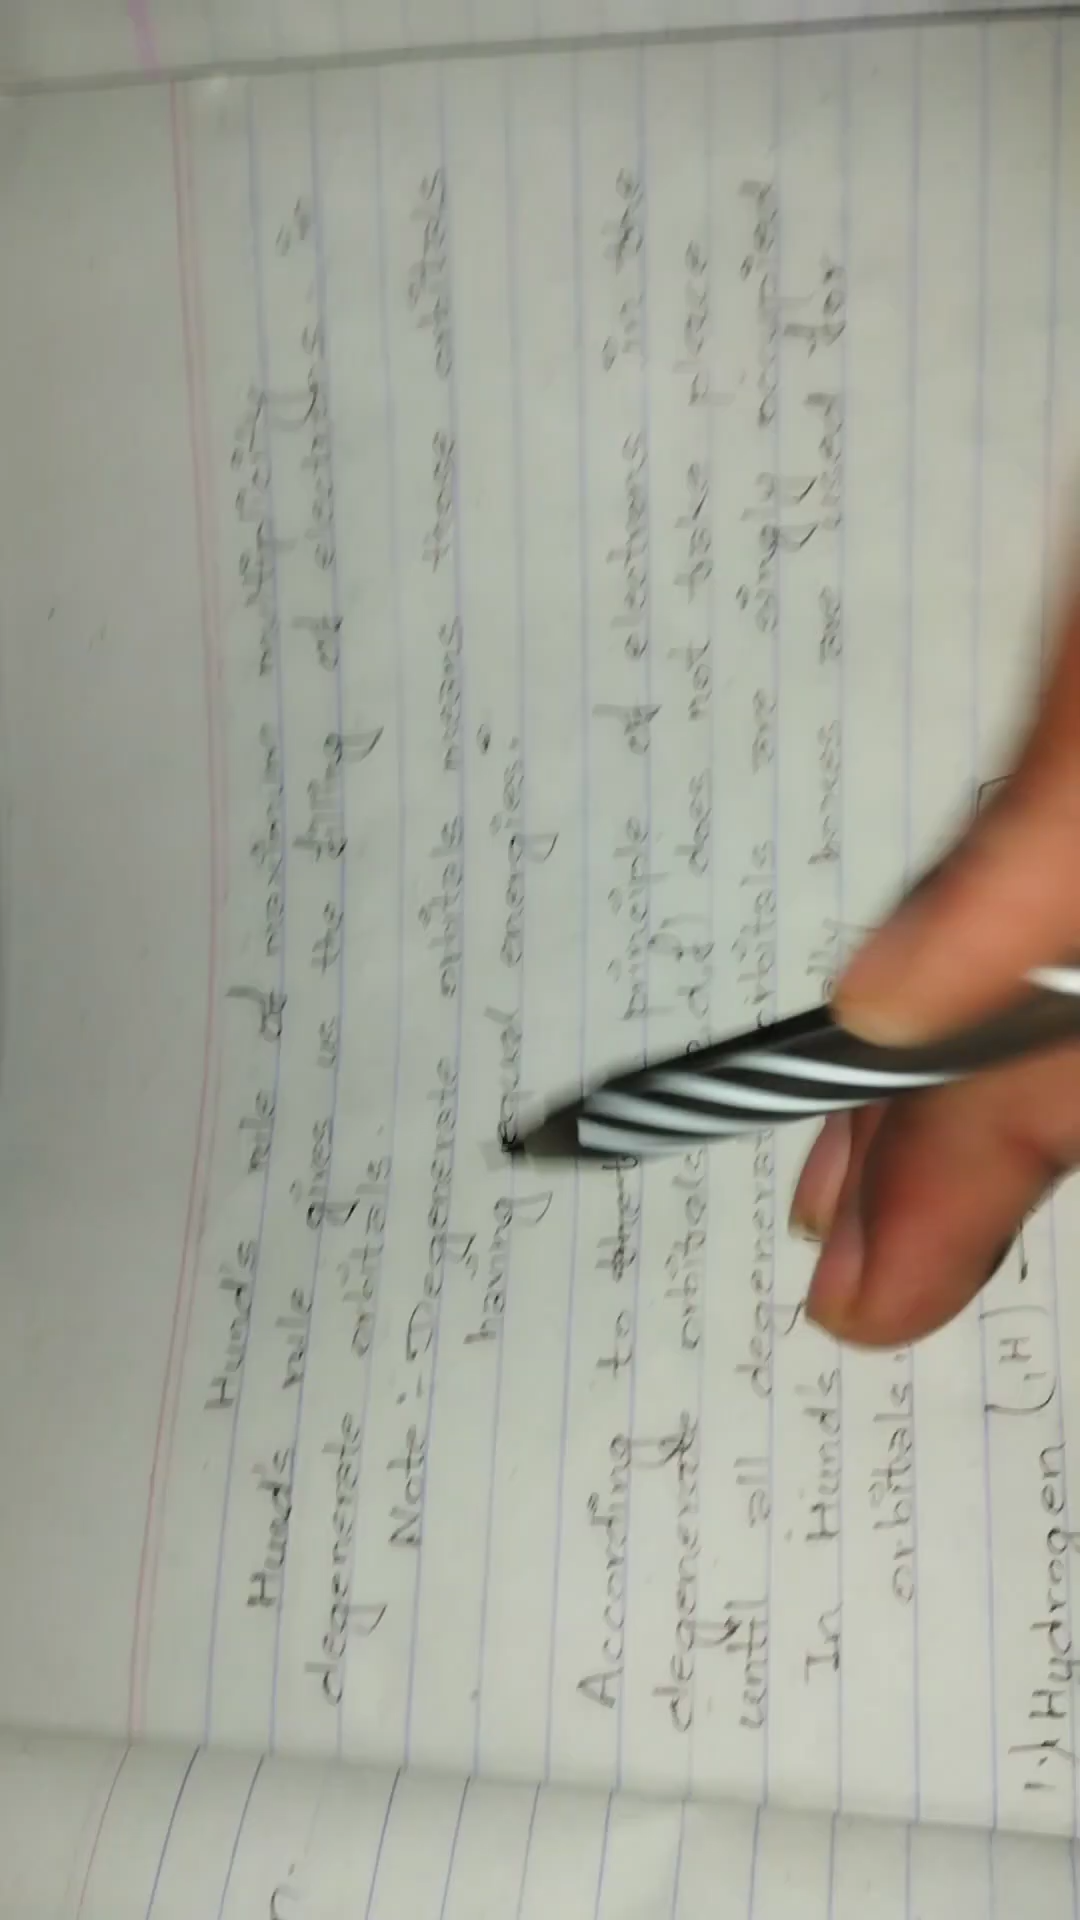 Hund's rule of maximum multiplicity
Hund's rule gives us the filling of electrons in
degenerate orbitals.
Note :- Degenerate orbitals means those orbitals
having equal energies.
According to principle of electrons in the
degenerate orbitals d,f) does not take place
until all degenerate orbitals are singly occupied
In Hund's boxes are used for
orbitals.
1.) Hydrogen (H)